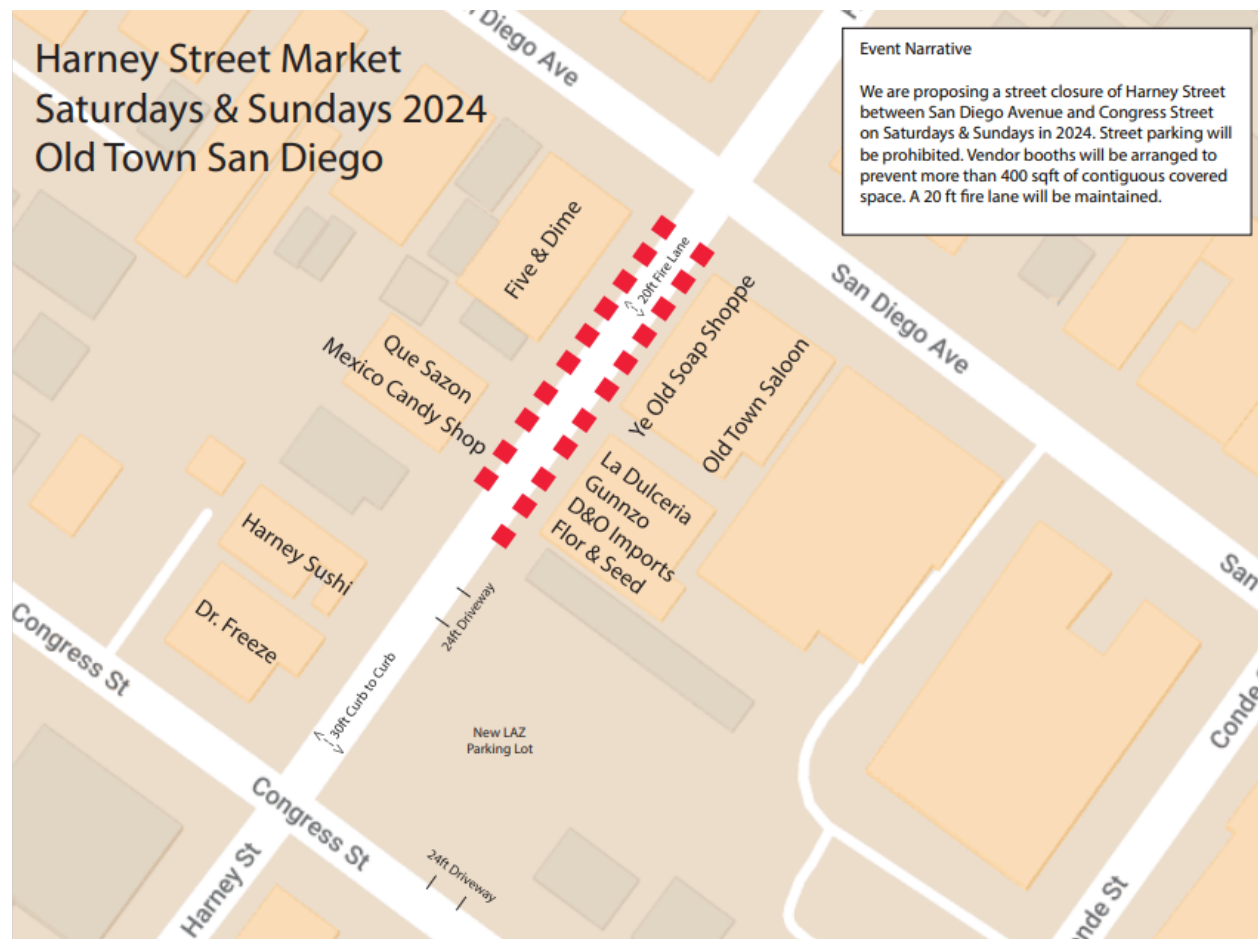 Harney Street Market
Saturdays & Sundays 2024
Old Town San Diego
Event Narrative
We are proposing a street closure of Harney Street
between San Diego Avenue and Congress Street
on Saturdays & Sundays in 2024. Street parking will
be prohibited. Vendor booths will be arranged to
prevent more than 400 sqft of contiguous covered
space. A 20 ft fire lane will be maintained.
Diego Ave
San Diego Ave
San
Five & Dime
20ft Fire Lane
Que Sazon
Mexico Candy Shop
Ye Old Soap Shoppe
Old Town Saloon
La Dulceria
Gunnzo
D&O Imports
Flor & Seed
Harney Sushi
Dr. Freeze
24ft Driveway
30ft Curb to Curb
New LAZ
Parking Lot
Congress St
Congress St
24ft Driveway
Harney St
Conde
nde St